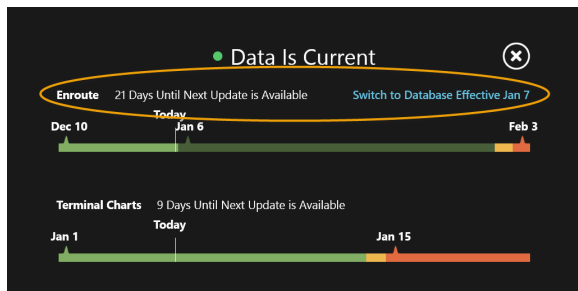 Data Is Current
Enroute 21 Days Until Next Update is Available Switch to Database Effective Jan 7
Today
Dec 10 Jan 6 Feb 3
Terminal Charts 9 Days Until Next Update is Available
Today
Jan 1 Jan 15